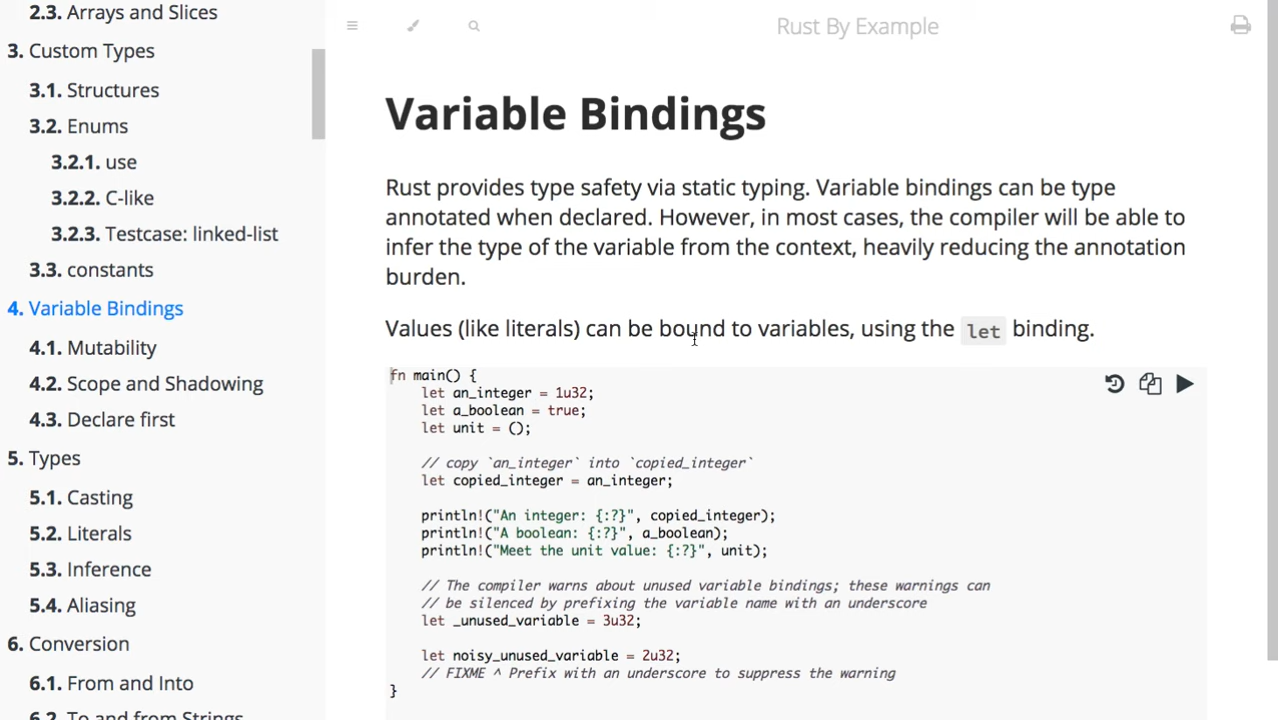 2.3. Arrays and Slices
3. Custom Types
3.1. Structures
3.2. Enums
3.2.1. use
3.2.2. C-like
3.2.3. Testcase: linked-list
3.3. constants
4. Variable Bindings
4.1. Mutability
4.2. Scope and Shadowing
4.3. Declare first
5. Types
5.1. Casting
5.2. Literals
5.3. Inference
5.4. Aliasing
6. Conversion
6.1. From and Into
6.2. To and from Strings
Rust By Example
Variable Bindings
Rust provides type safety via static typing. Variable bindings can be type
annotated when declared. However, in most cases, the compiler will be able to
infer the type of the variable from the context, heavily reducing the annotation
burden.
Values (like literals) can be bound to variables, using the let binding.
fn main() {
let an_integer = 1u32;
let a_boolean = true;
let unit = ();
// copy `an_integer` into `copied_integer`
let copied_integer = an_integer;
println!("An integer: {:?}", copied_integer);
println!("A boolean: {:?}", a_boolean);
println!("Meet the unit value: {:?}", unit);
// The compiler warns about unused variable bindings; these warnings can
// be silenced by prefixing the variable name with an underscore
let _unused_variable = 3u32;
let noisy_unused_variable = 2u32;
// FIXME ^ Prefix with an underscore to suppress the warning
}